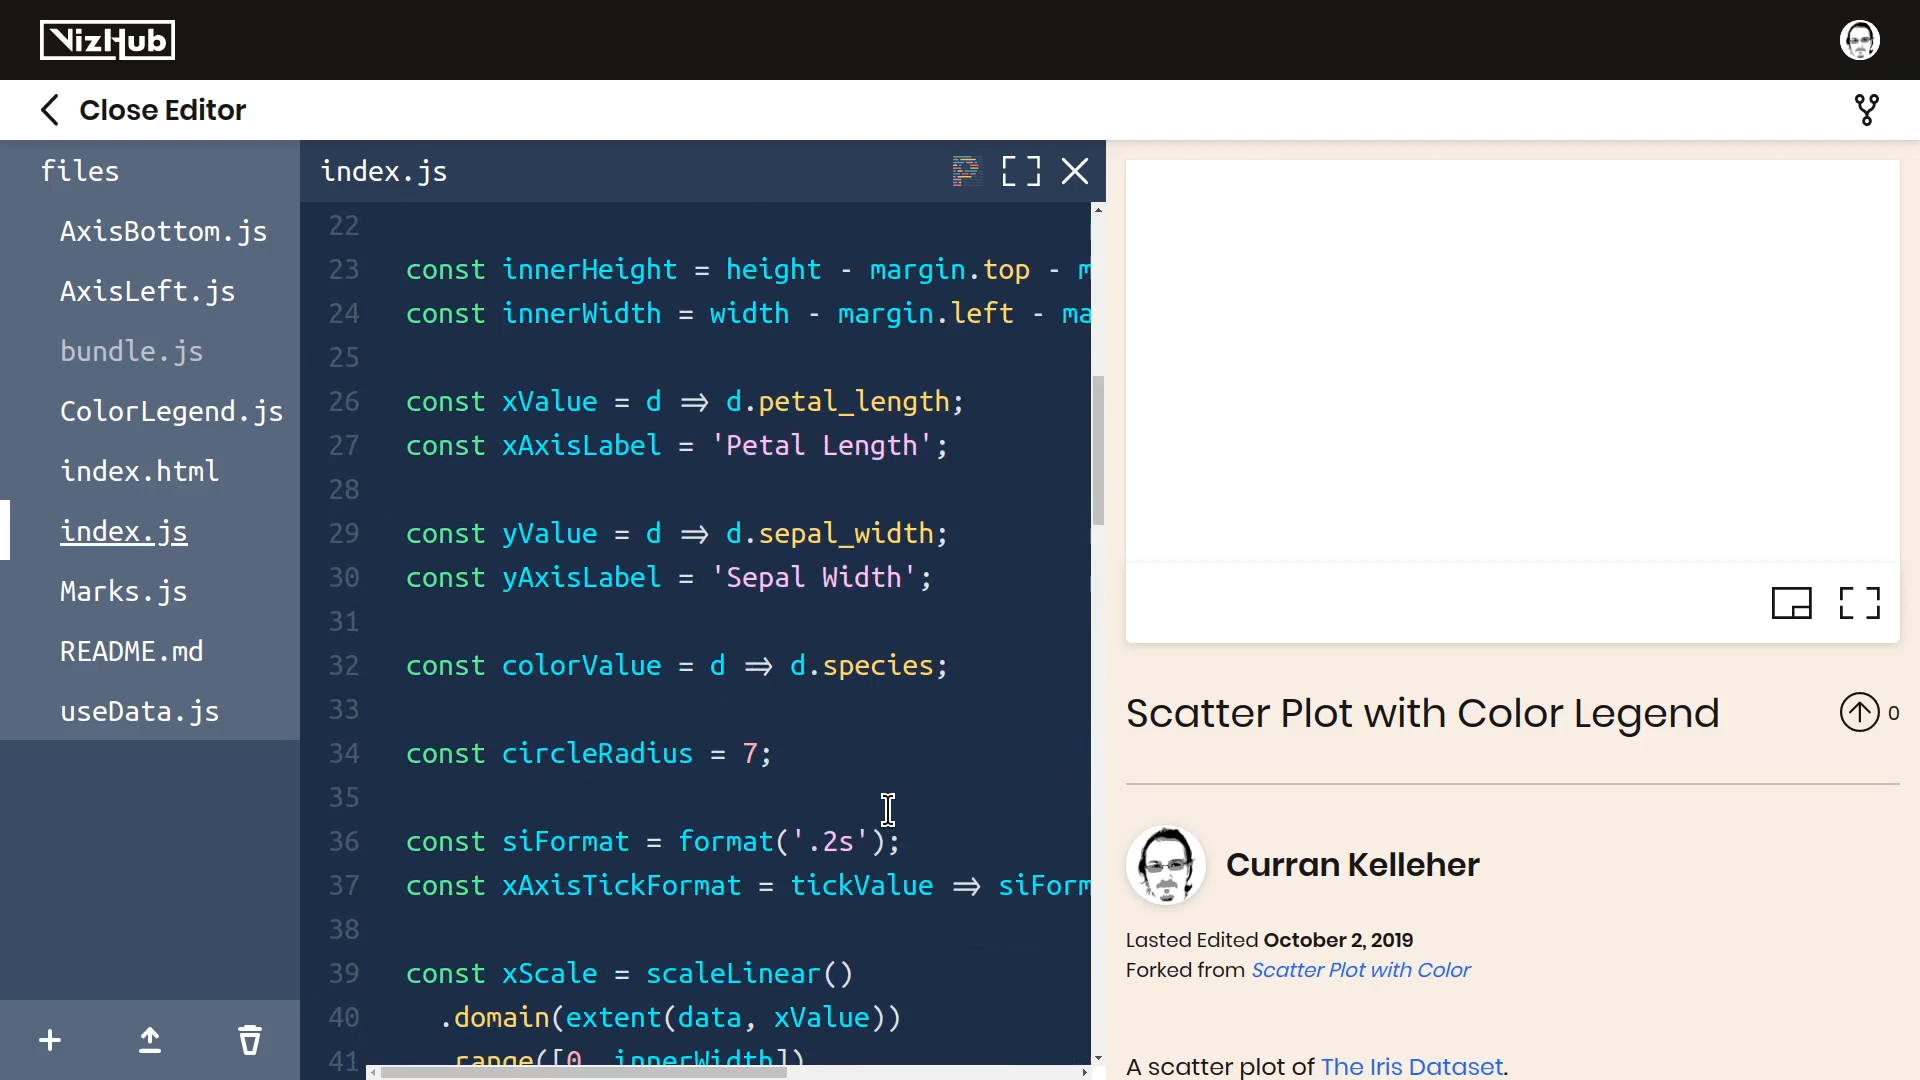 VizHub
Close Editor
files
AxisBottom.js
AxisLeft.js
bundle.js
ColorLegend.js
index.html
index.js
Marks.js
README.md
useData.js
index.js
22
23 const innerHeight = height - margin.top - m
24 const innerWidth = width - margin.left - ma
25
26 const xValue = d => d.petal_length;
27 const xAxisLabel = 'Petal Length';
28
29 const yValue = d => d.sepal_width;
30 const yAxisLabel = 'Sepal Width';
31
32 const colorValue = d => d.species;
33
34 const circleRadius = 7;
35
36 const siFormat = format('.2s');
37 const xAxisTickFormat = tickValue => siForm
38
39 const xScale = scaleLinear()
40 .domain(extent(data, xValue))
41 .range([0, innerWidth])
Scatter Plot with Color Legend
0
Curran Kelleher
Lasted Edited October 2, 2019
Forked from Scatter Plot with Color
A scatter plot of The Iris Dataset.